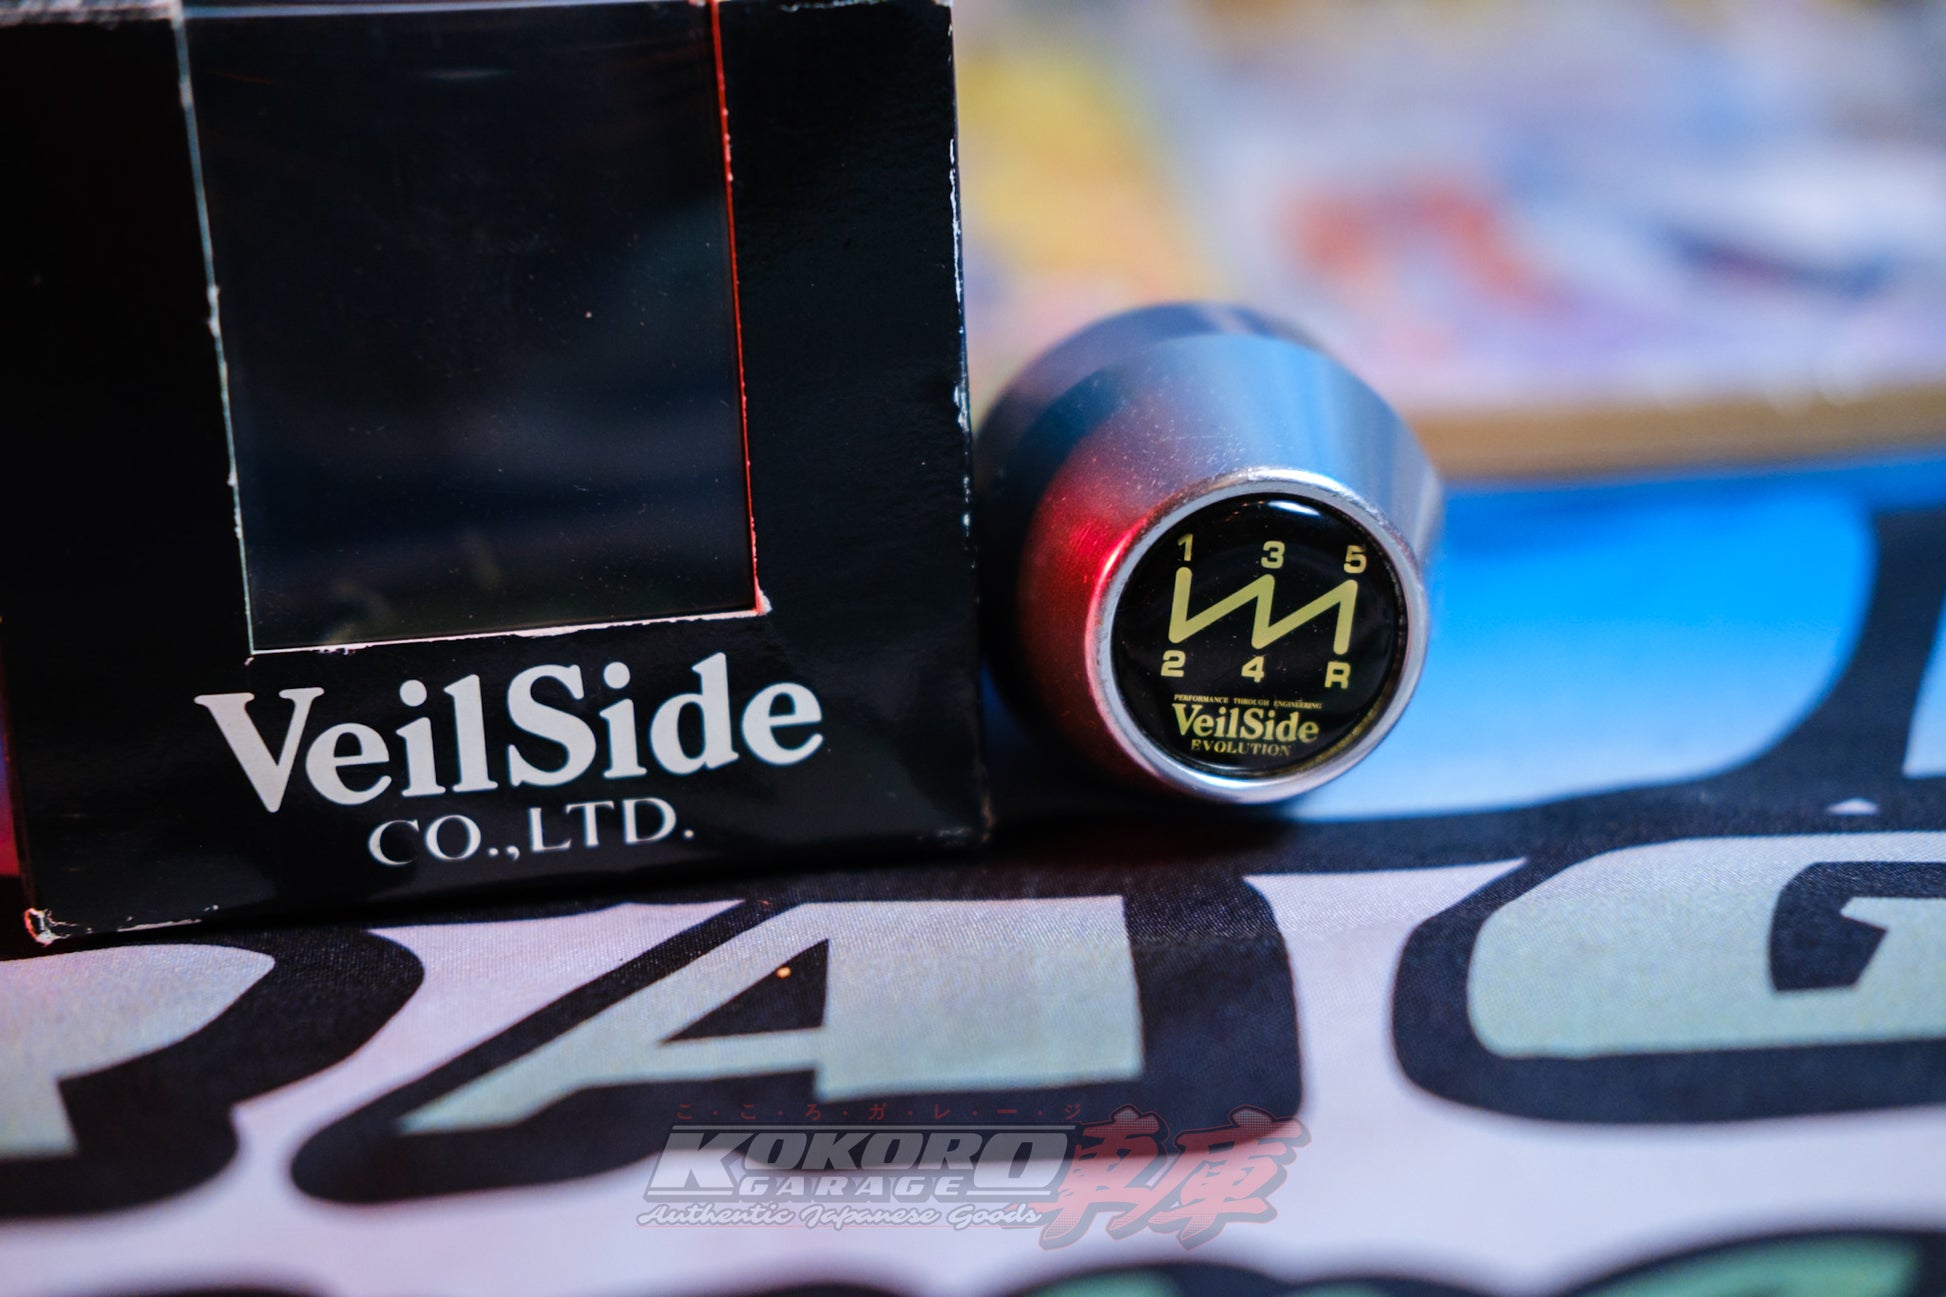 VeilSide
CO.,LTD.
1 3 5
2 4 R
PERFORMANCE THROUGH ENGINEERING
VeilSide
EVOLUTION
A G
こ・こ・ろ・ガ・レ・ー・ジ
KOKORO 車庫
GARAGE
Authentic Japanese Goods